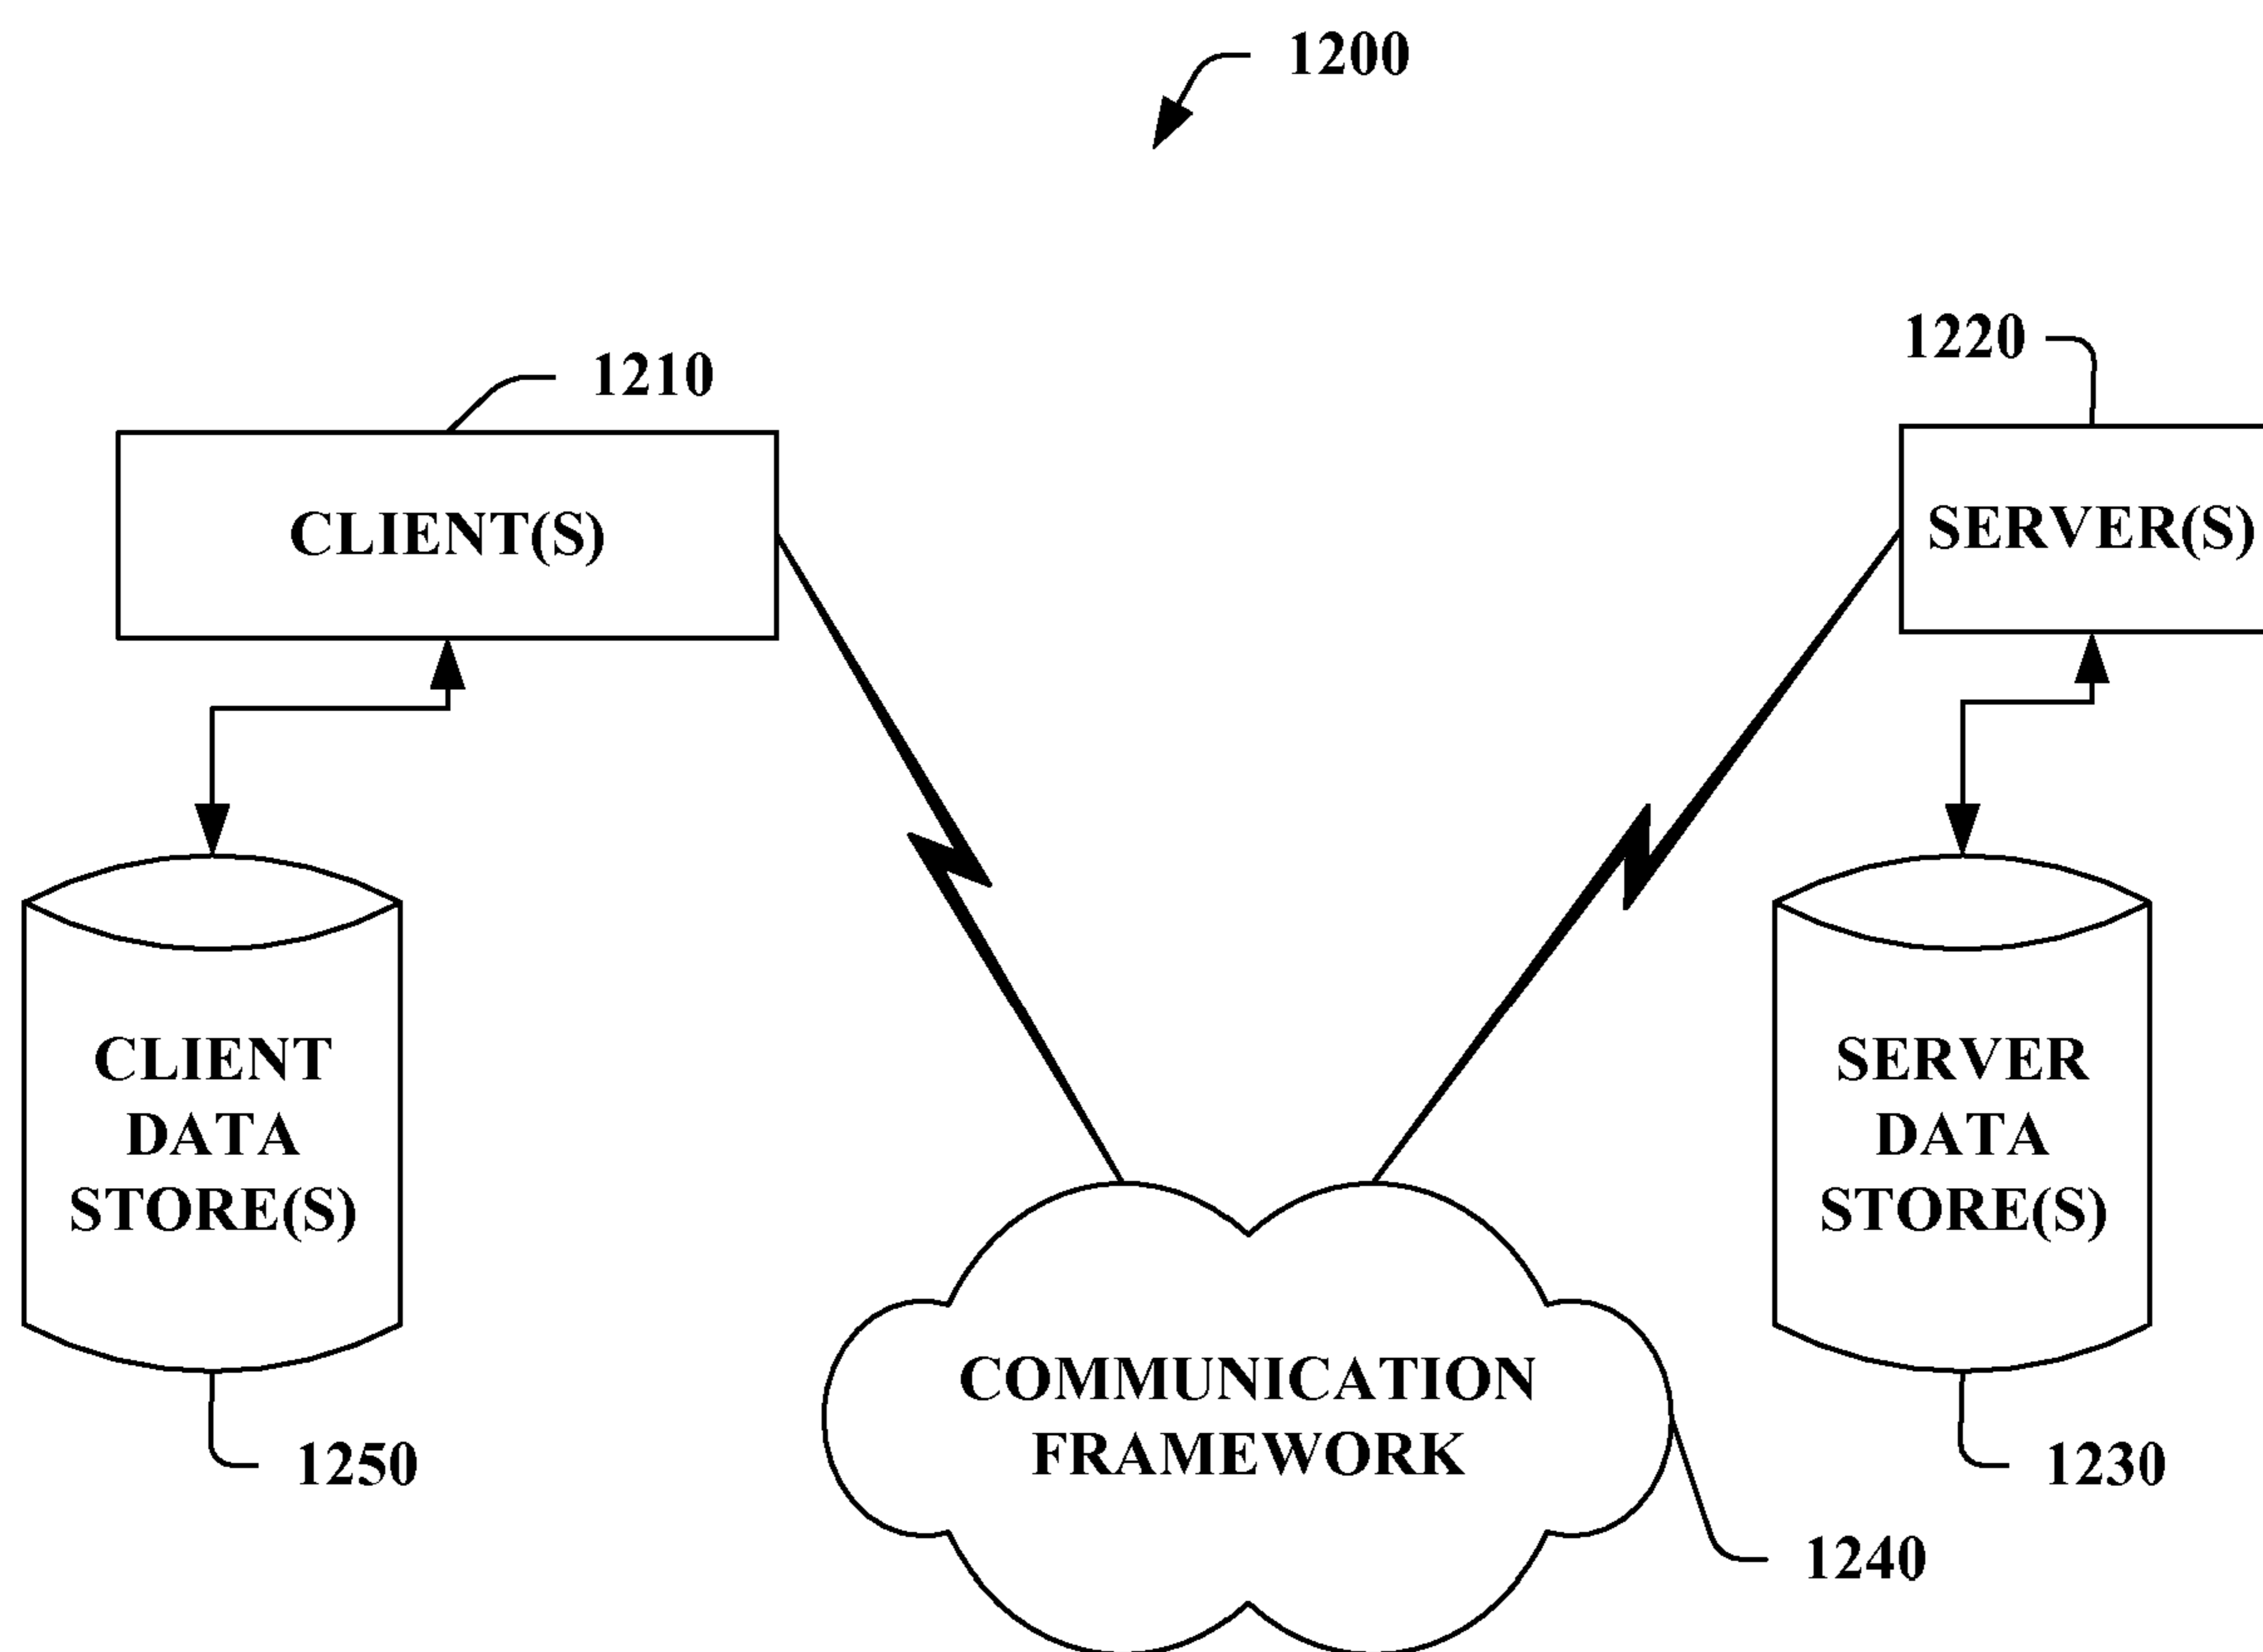 1200
1210
1220
CLIENT(S)
SERVER(S)
CLIENT
DATA
STORE(S)
SERVER
DATA
STORE(S)
COMMUNICATION
FRAMEWORK
1250
1230
1240